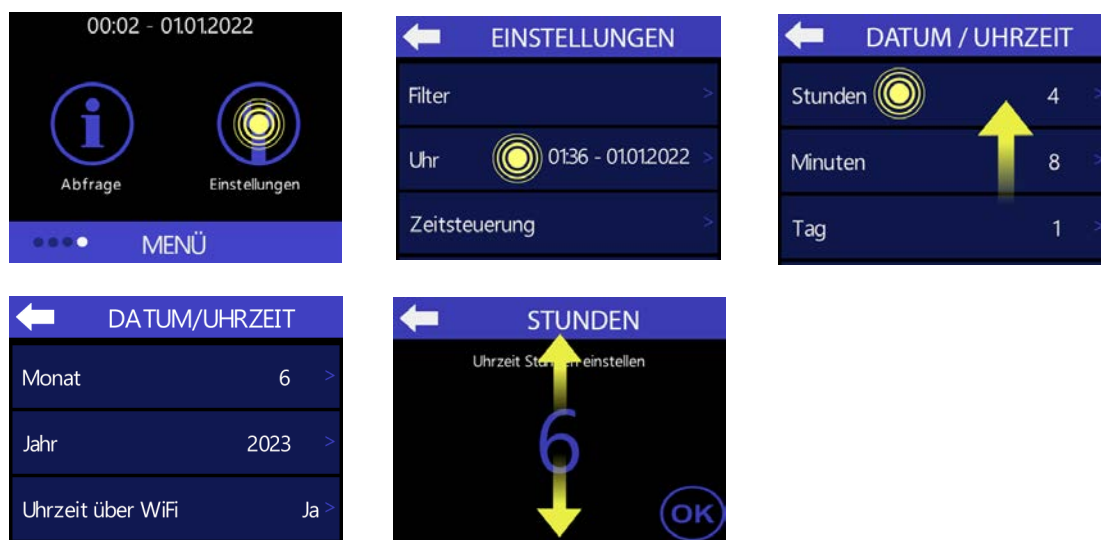 00:02 - 01.01.2022
Abfrage Einstellungen
MENÜ
EINSTELLUNGEN
Filter >
Uhr 01:36 - 01.01.2022 >
Zeitsteuerung >
DATUM / UHRZEIT
Stunden 4 >
Minuten 8
Tag 1 >
DATUM/UHRZEIT
Monat 6 >
Jahr 2023 >
Uhrzeit über WiFi Ja >
STUNDEN
Uhrzeit einstellen
6
OK